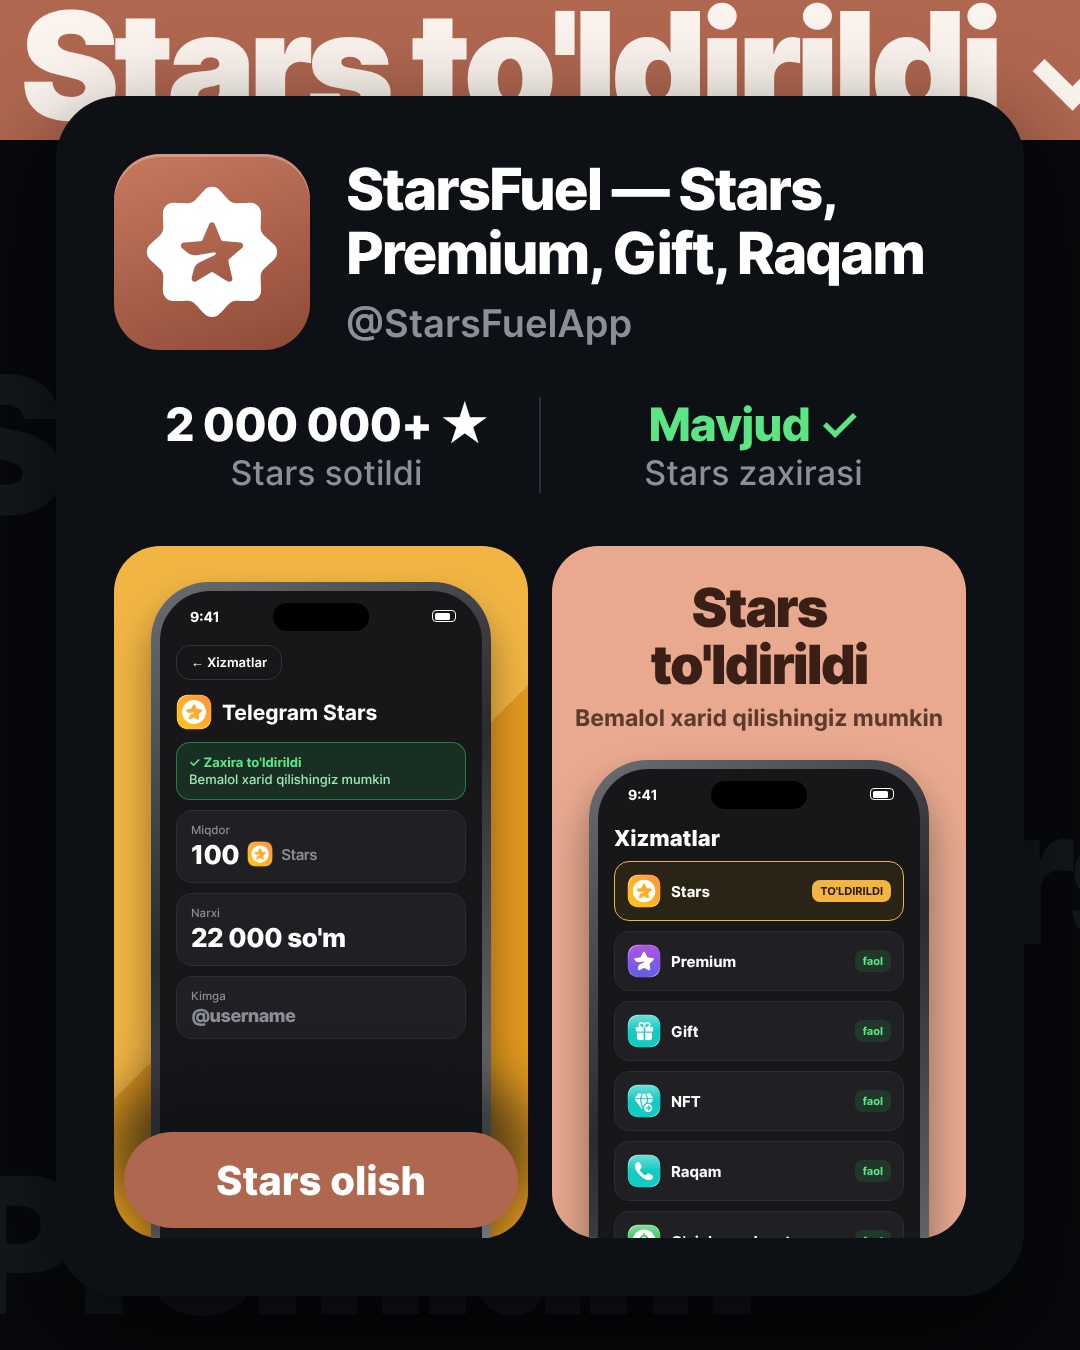 Stars to'ldirildi ✓
StarsFuel — Stars,
Premium, Gift, Raqam
@StarsFuelApp
2 000 000+ ★
Stars sotildi
Mavjud ✓
Stars zaxirasi
9:41
← Xizmatlar
Telegram Stars
✓ Zaxira to'ldirildi
Bemalol xarid qilishingiz mumkin
Miqdor
100 Stars
Narxi
22 000 so'm
Kimga
@username
Stars olish
Stars
to'ldirildi
Bemalol xarid qilishingiz mumkin
9:41
Xizmatlar
Stars TO'LDIRILDI
Premium faol
Gift faol
NFT faol
Raqam faol